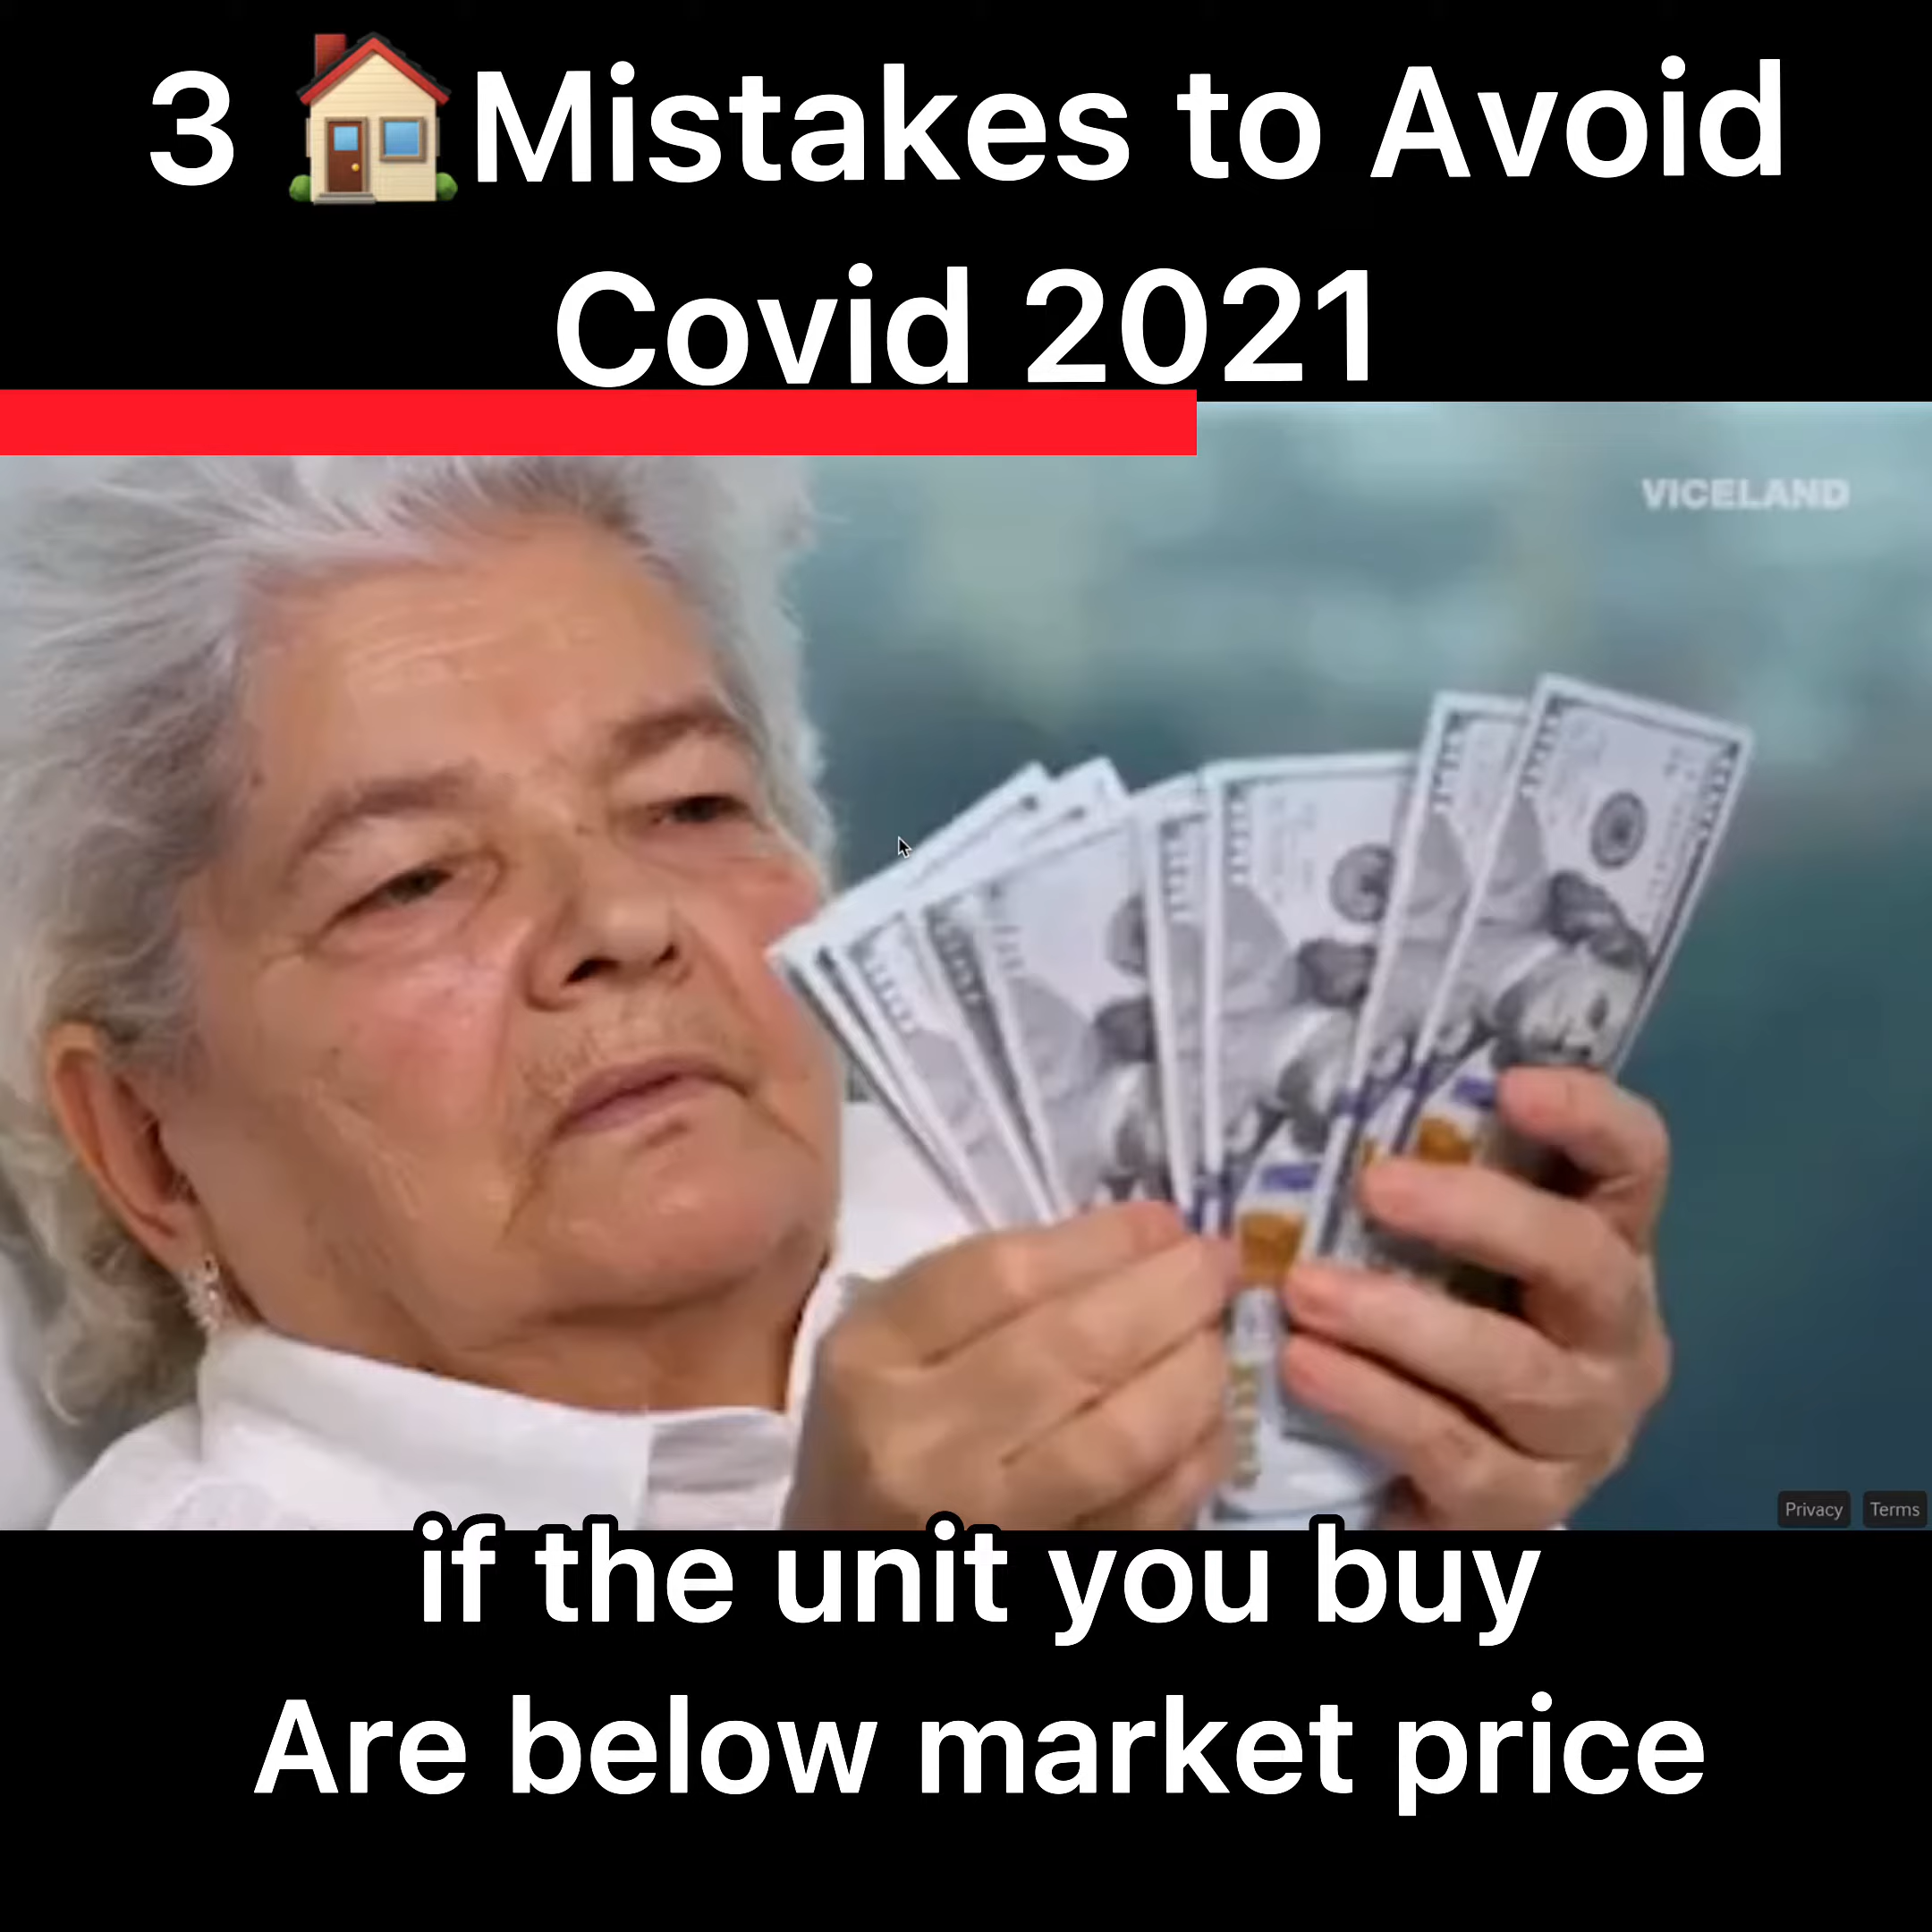 3 🏠Mistakes to Avoid
Covid 2021
VICELAND
Privacy Terms
if the unit you buy
Are below market price